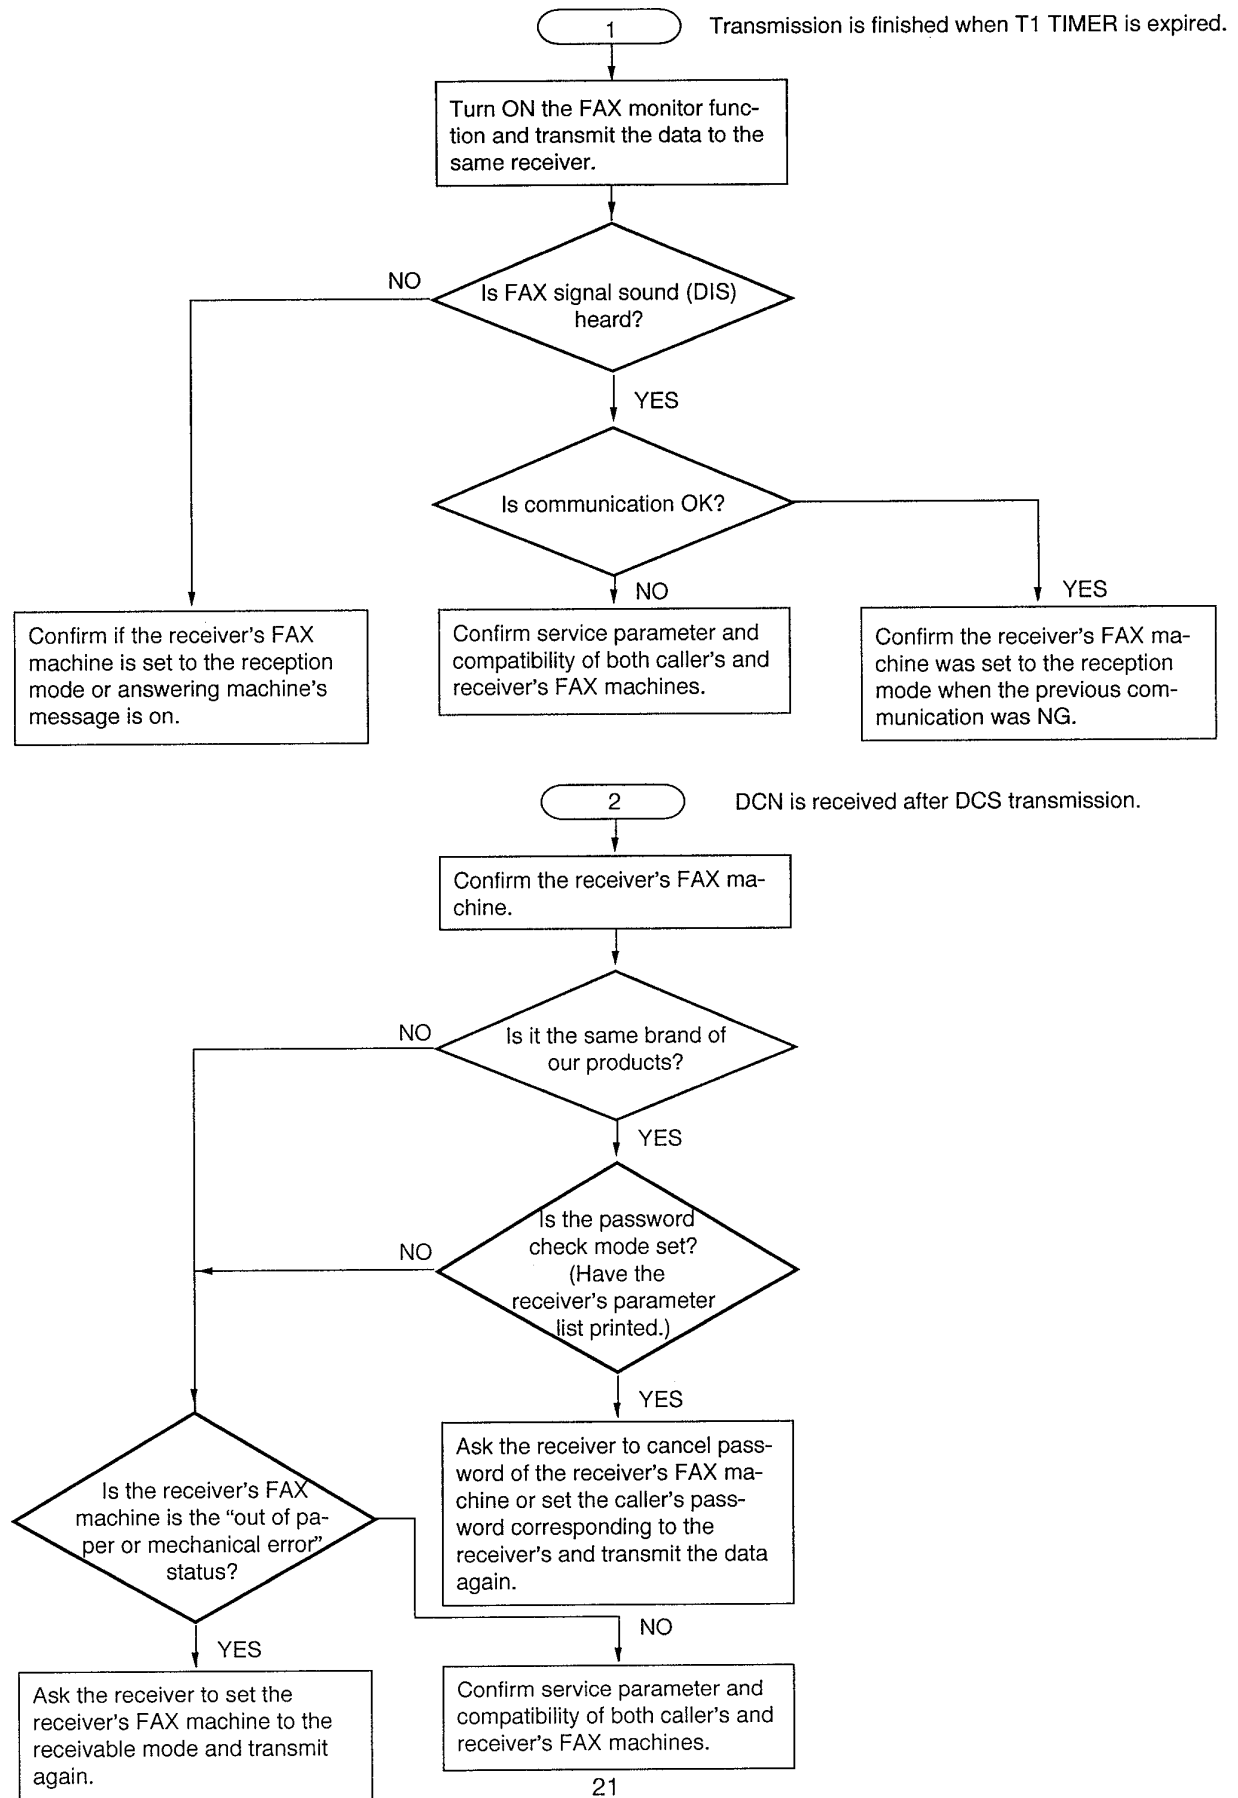 1
Transmission is finished when T1 TIMER is expired.
Turn ON the FAX monitor func-
tion and transmit the data to the
same receiver.
NO
Is FAX signal sound (DIS)
heard?
YES
Is communication OK?
NO
YES
Confirm if the receiver's FAX
machine is set to the reception
mode or answering machine's
message is on.
Confirm service parameter and
compatibility of both caller's and
receiver's FAX machines.
Confirm the receiver's FAX ma-
chine was set to the reception
mode when the previous com-
munication was NG.
2
DCN is received after DCS transmission.
Confirm the receiver's FAX ma-
chine.
NO
Is it the same brand of
our products?
YES
NO
Is the password
check mode set?
(Have the
receiver's parameter
list printed.)
YES
Is the receiver's FAX
machine is the “out of pa-
per or mechanical error”
status?
Ask the receiver to cancel pass-
word of the receiver's FAX ma-
chine or set the caller's pass-
word corresponding to the
receiver's and transmit the data
again.
NO
YES
Ask the receiver to set the
receiver's FAX machine to the
receivable mode and transmit
again.
Confirm service parameter and
compatibility of both caller's and
receiver's FAX machines.
21